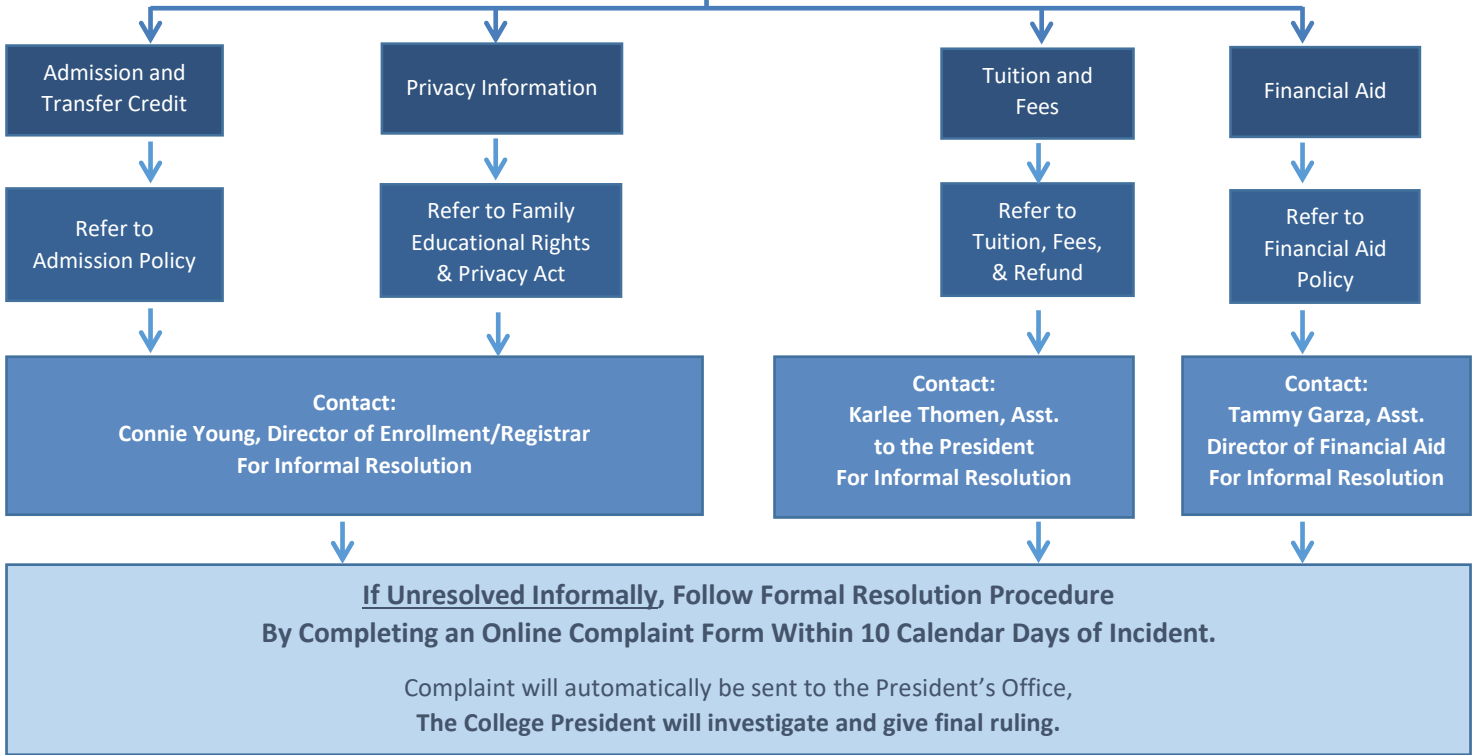 Admission and
Transfer Credit
Privacy Information
Tuition and
Fees
Financial Aid
Refer to
Admission Policy
Refer to Family
Educational Rights
& Privacy Act
Refer to
Tuition, Fees,
& Refund
Refer to
Financial Aid
Policy
Contact:
Connie Young, Director of Enrollment/Registrar
For Informal Resolution
Contact:
Karlee Thomen, Asst.
to the President
For Informal Resolution
Contact:
Tammy Garza, Asst.
Director of Financial Aid
For Informal Resolution
If Unresolved Informally, Follow Formal Resolution Procedure
By Completing an Online Complaint Form Within 10 Calendar Days of Incident.
Complaint will automatically be sent to the President’s Office,
The College President will investigate and give final ruling.